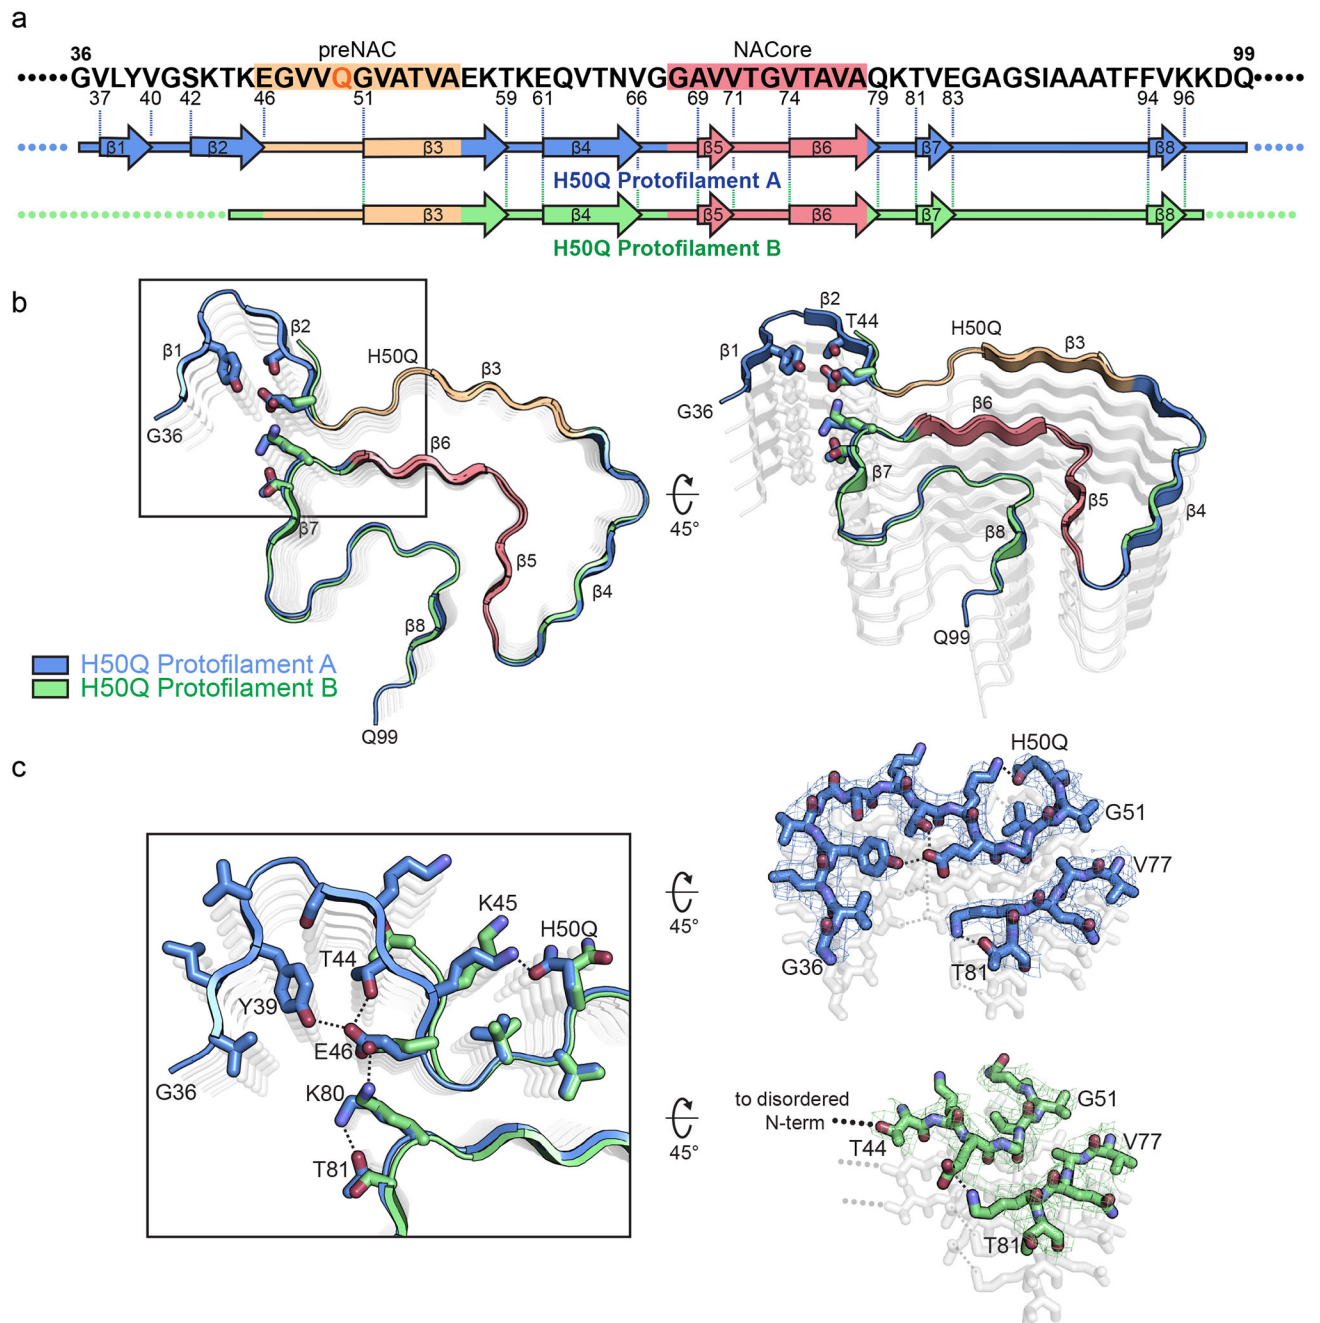 a
36 preNAC NACore 99
GVLYVGSKTKEGVVQGVATVAEKTKEQVTNVGGAVVTGVTAVAQKTVEGAGSIAAATFFVKKDQ
37 40 42 46 51 59 61 66 69 71 74 79 81 83 94 96
β1 β2 β3 β4 β5 β6 β7 β8
H50Q Protofilament A
β3 β4 β5 β6 β7 β8
H50Q Protofilament B
b
β1
β2
H50Q
β3
G36
β6
β7
β5
β4
β8
Q99
H50Q Protofilament A
H50Q Protofilament B
45°
β2
T44
H50Q
β3
β1
G36
β6
β7
β5
β4
β8
Q99
c
K45
H50Q
T44
Y39
E46
G36
K80
T81
45°
H50Q
G51
V77
G36
T81
45°
to disordered
N-term
G51
T44
V77
T81